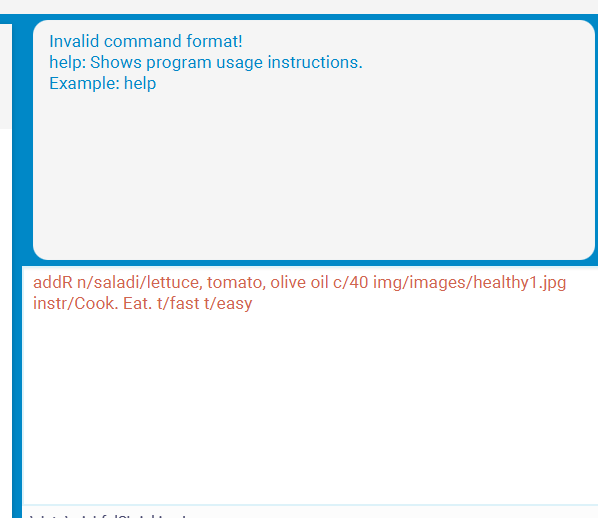 Invalid command format!
help: Shows program usage instructions.
Example: help
addR n/saladi/lettuce, tomato, olive oil c/40 img/images/healthy1.jpg
instr/Cook. Eat. t/fast t/easy